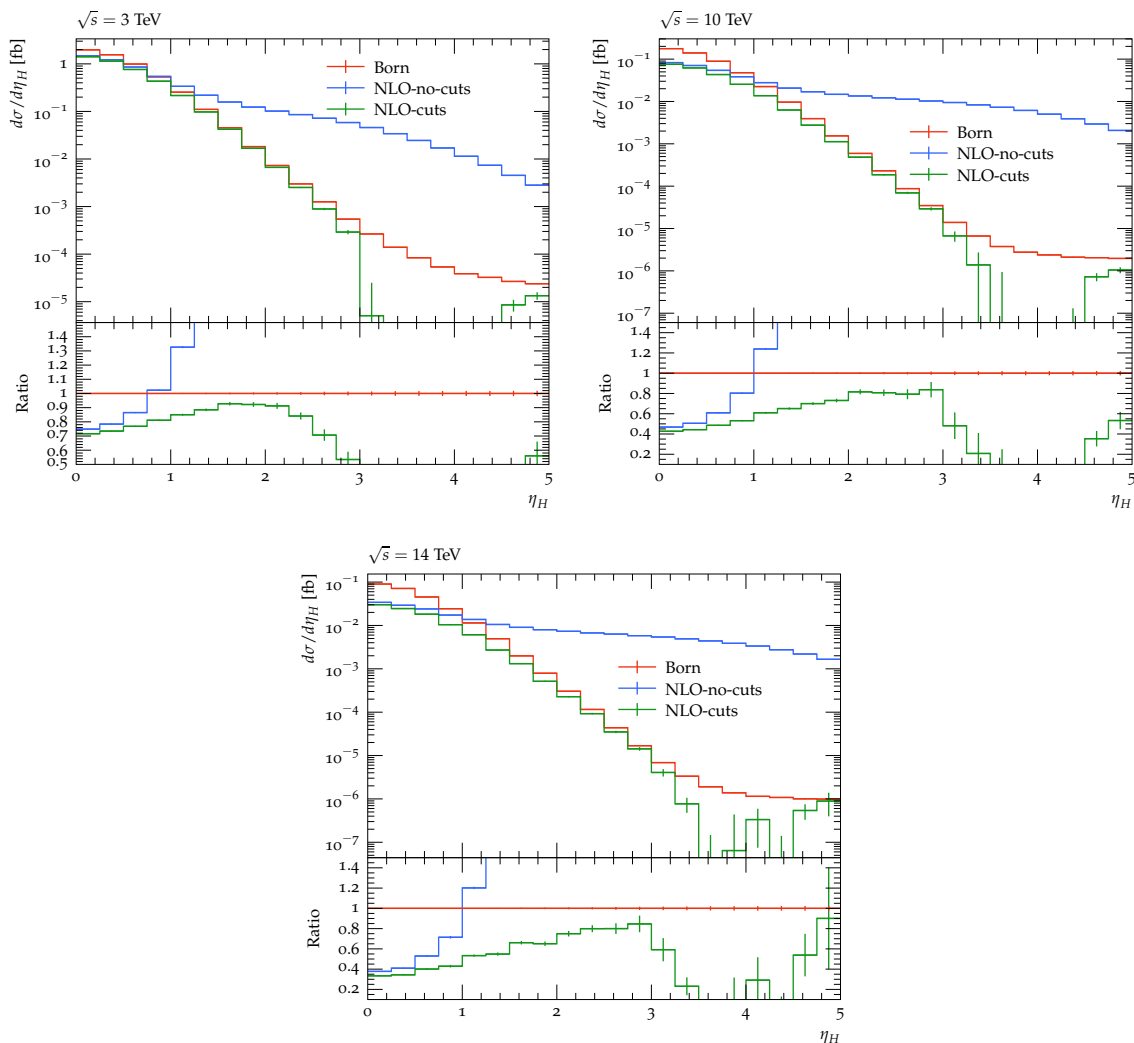 √s = 3 TeV
dσ/dη_H [fb]
1
10⁻¹
10⁻²
10⁻³
10⁻⁴
10⁻⁵
Born
NLO-no-cuts
NLO-cuts
Ratio
1.4
1.3
1.2
1.1
1
0.9
0.8
0.7
0.6
0.5
0 1 2 3 4 5
η_H
√s = 10 TeV
dσ/dη_H [fb]
10⁻¹
10⁻²
10⁻³
10⁻⁴
10⁻⁵
10⁻⁶
10⁻⁷
Born
NLO-no-cuts
NLO-cuts
Ratio
1.4
1.2
1
0.8
0.6
0.4
0.2
0 1 2 3 4 5
η_H
√s = 14 TeV
dσ/dη_H [fb]
10⁻¹
10⁻²
10⁻³
10⁻⁴
10⁻⁵
10⁻⁶
10⁻⁷
Born
NLO-no-cuts
NLO-cuts
Ratio
1.4
1.2
1
0.8
0.6
0.4
0.2
0 1 2 3 4 5
η_H